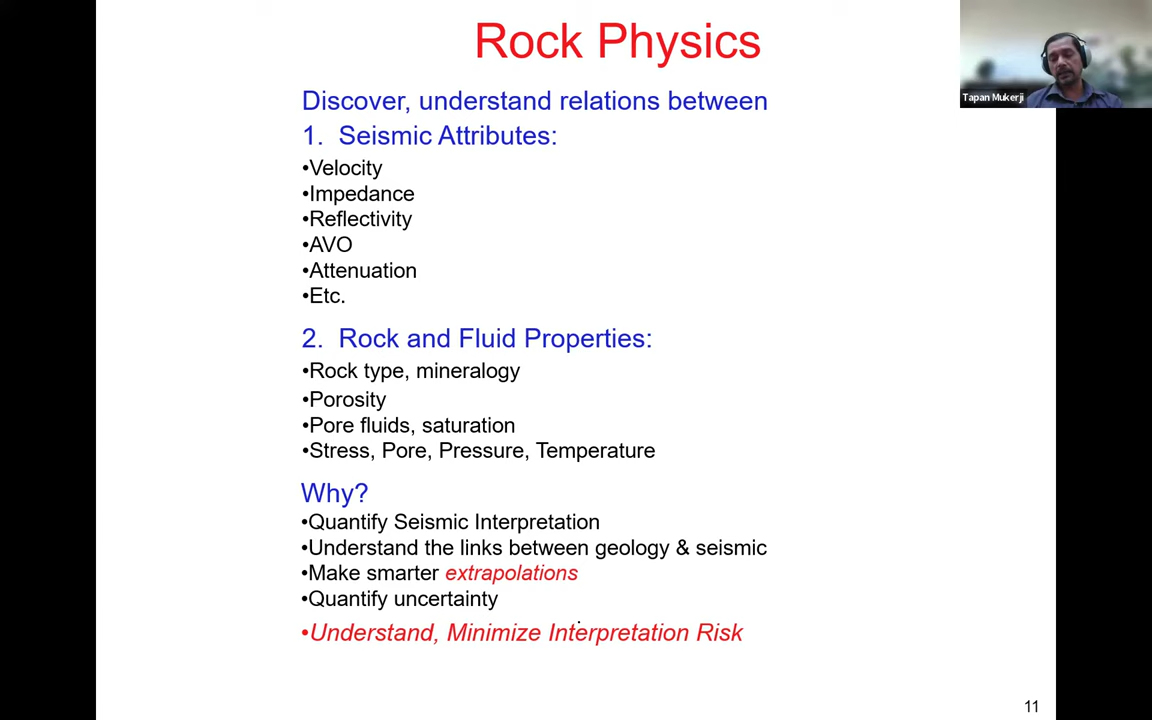 Rock Physics
Tapan Mukerji
Discover, understand relations between
1. Seismic Attributes:
•Velocity
•Impedance
•Reflectivity
•AVO
•Attenuation
•Etc.
2. Rock and Fluid Properties:
•Rock type, mineralogy
•Porosity
•Pore fluids, saturation
•Stress, Pore, Pressure, Temperature
Why?
•Quantify Seismic Interpretation
•Understand the links between geology & seismic
•Make smarter extrapolations
•Quantify uncertainty
•Understand, Minimize Interpretation Risk
11